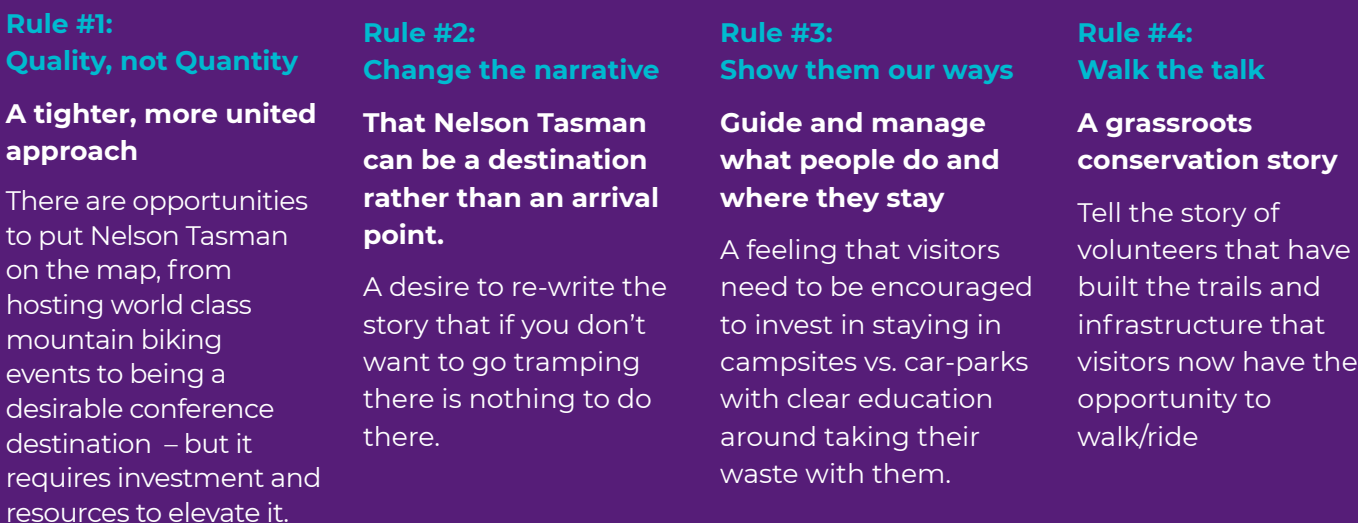 Rule #1:
Quality, not Quantity
A tighter, more united
approach
There are opportunities
to put Nelson Tasman
on the map, from
hosting world class
mountain biking
events to being a
desirable conference
destination – but it
requires investment and
resources to elevate it.
Rule #2:
Change the narrative
That Nelson Tasman
can be a destination
rather than an arrival
point.
A desire to re-write the
story that if you don’t
want to go tramping
there is nothing to do
there.
Rule #3:
Show them our ways
Guide and manage
what people do and
where they stay
A feeling that visitors
need to be encouraged
to invest in staying in
campsites vs. car-parks
with clear education
around taking their
waste with them.
Rule #4:
Walk the talk
A grassroots
conservation story
Tell the story of
volunteers that have
built the trails and
infrastructure that
visitors now have the
opportunity to
walk/ride